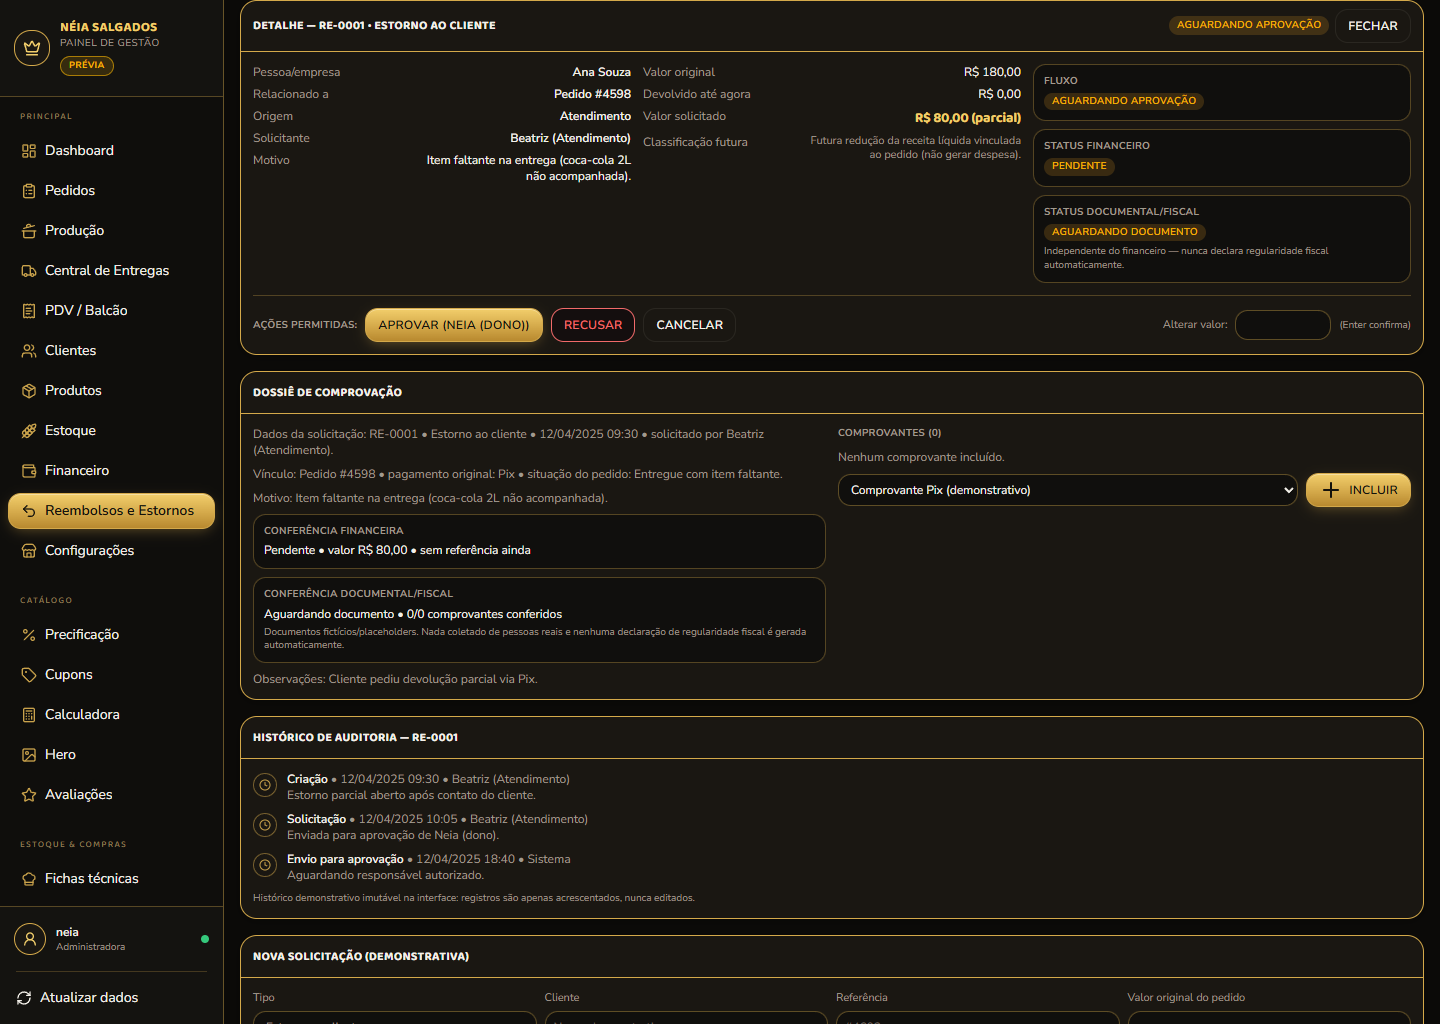 NÉIA SALGADOS
PAINEL DE GESTÃO
PRÉVIA
PRINCIPAL
Dashboard
Pedidos
Produção
Central de Entregas
PDV / Balcão
Clientes
Produtos
Estoque
Financeiro
Reembolsos e Estornos
Configurações
CATÁLOGO
Precificação
Cupons
Calculadora
Hero
Avaliações
ESTOQUE & COMPRAS
Fichas técnicas
neia
Administradora
Atualizar dados
DETALHE — RE-0001 • ESTORNO AO CLIENTE
AGUARDANDO APROVAÇÃO
FECHAR
Pessoa/empresa Ana Souza
Relacionado a Pedido #4598
Origem Atendimento
Solicitante Beatriz (Atendimento)
Motivo Item faltante na entrega (coca-cola 2L
não acompanhada).
Valor original R$ 180,00
Devolvido até agora R$ 0,00
Valor solicitado R$ 80,00 (parcial)
Classificação futura Futura redução da receita líquida vinculada
ao pedido (não gerar despesa).
FLUXO
AGUARDANDO APROVAÇÃO
STATUS FINANCEIRO
PENDENTE
STATUS DOCUMENTAL/FISCAL
AGUARDANDO DOCUMENTO
Independente do financeiro — nunca declara regularidade fiscal
automaticamente.
AÇÕES PERMITIDAS: APROVAR (NEIA (DONO)) RECUSAR CANCELAR
Alterar valor: (Enter confirma)
DOSSIÊ DE COMPROVAÇÃO
Dados da solicitação: RE-0001 • Estorno ao cliente • 12/04/2025 09:30 • solicitado por Beatriz
(Atendimento).
Vínculo: Pedido #4598 • pagamento original: Pix • situação do pedido: Entregue com item faltante.
Motivo: Item faltante na entrega (coca-cola 2L não acompanhada).
CONFERÊNCIA FINANCEIRA
Pendente • valor R$ 80,00 • sem referência ainda
CONFERÊNCIA DOCUMENTAL/FISCAL
Aguardando documento • 0/0 comprovantes conferidos
Documentos fictícios/placeholders. Nada coletado de pessoas reais e nenhuma declaração de regularidade fiscal é gerada
automaticamente.
Observações: Cliente pediu devolução parcial via Pix.
COMPROVANTES (0)
Nenhum comprovante incluído.
Comprovante Pix (demonstrativo)
INCLUIR
HISTÓRICO DE AUDITORIA — RE-0001
Criação • 12/04/2025 09:30 • Beatriz (Atendimento)
Estorno parcial aberto após contato do cliente.
Solicitação • 12/04/2025 10:05 • Beatriz (Atendimento)
Enviada para aprovação de Neia (dono).
Envio para aprovação • 12/04/2025 18:40 • Sistema
Aguardando responsável autorizado.
Histórico demonstrativo imutável na interface: registros são apenas acrescentados, nunca editados.
NOVA SOLICITAÇÃO (DEMONSTRATIVA)
Tipo
Cliente
Referência
Valor original do pedido